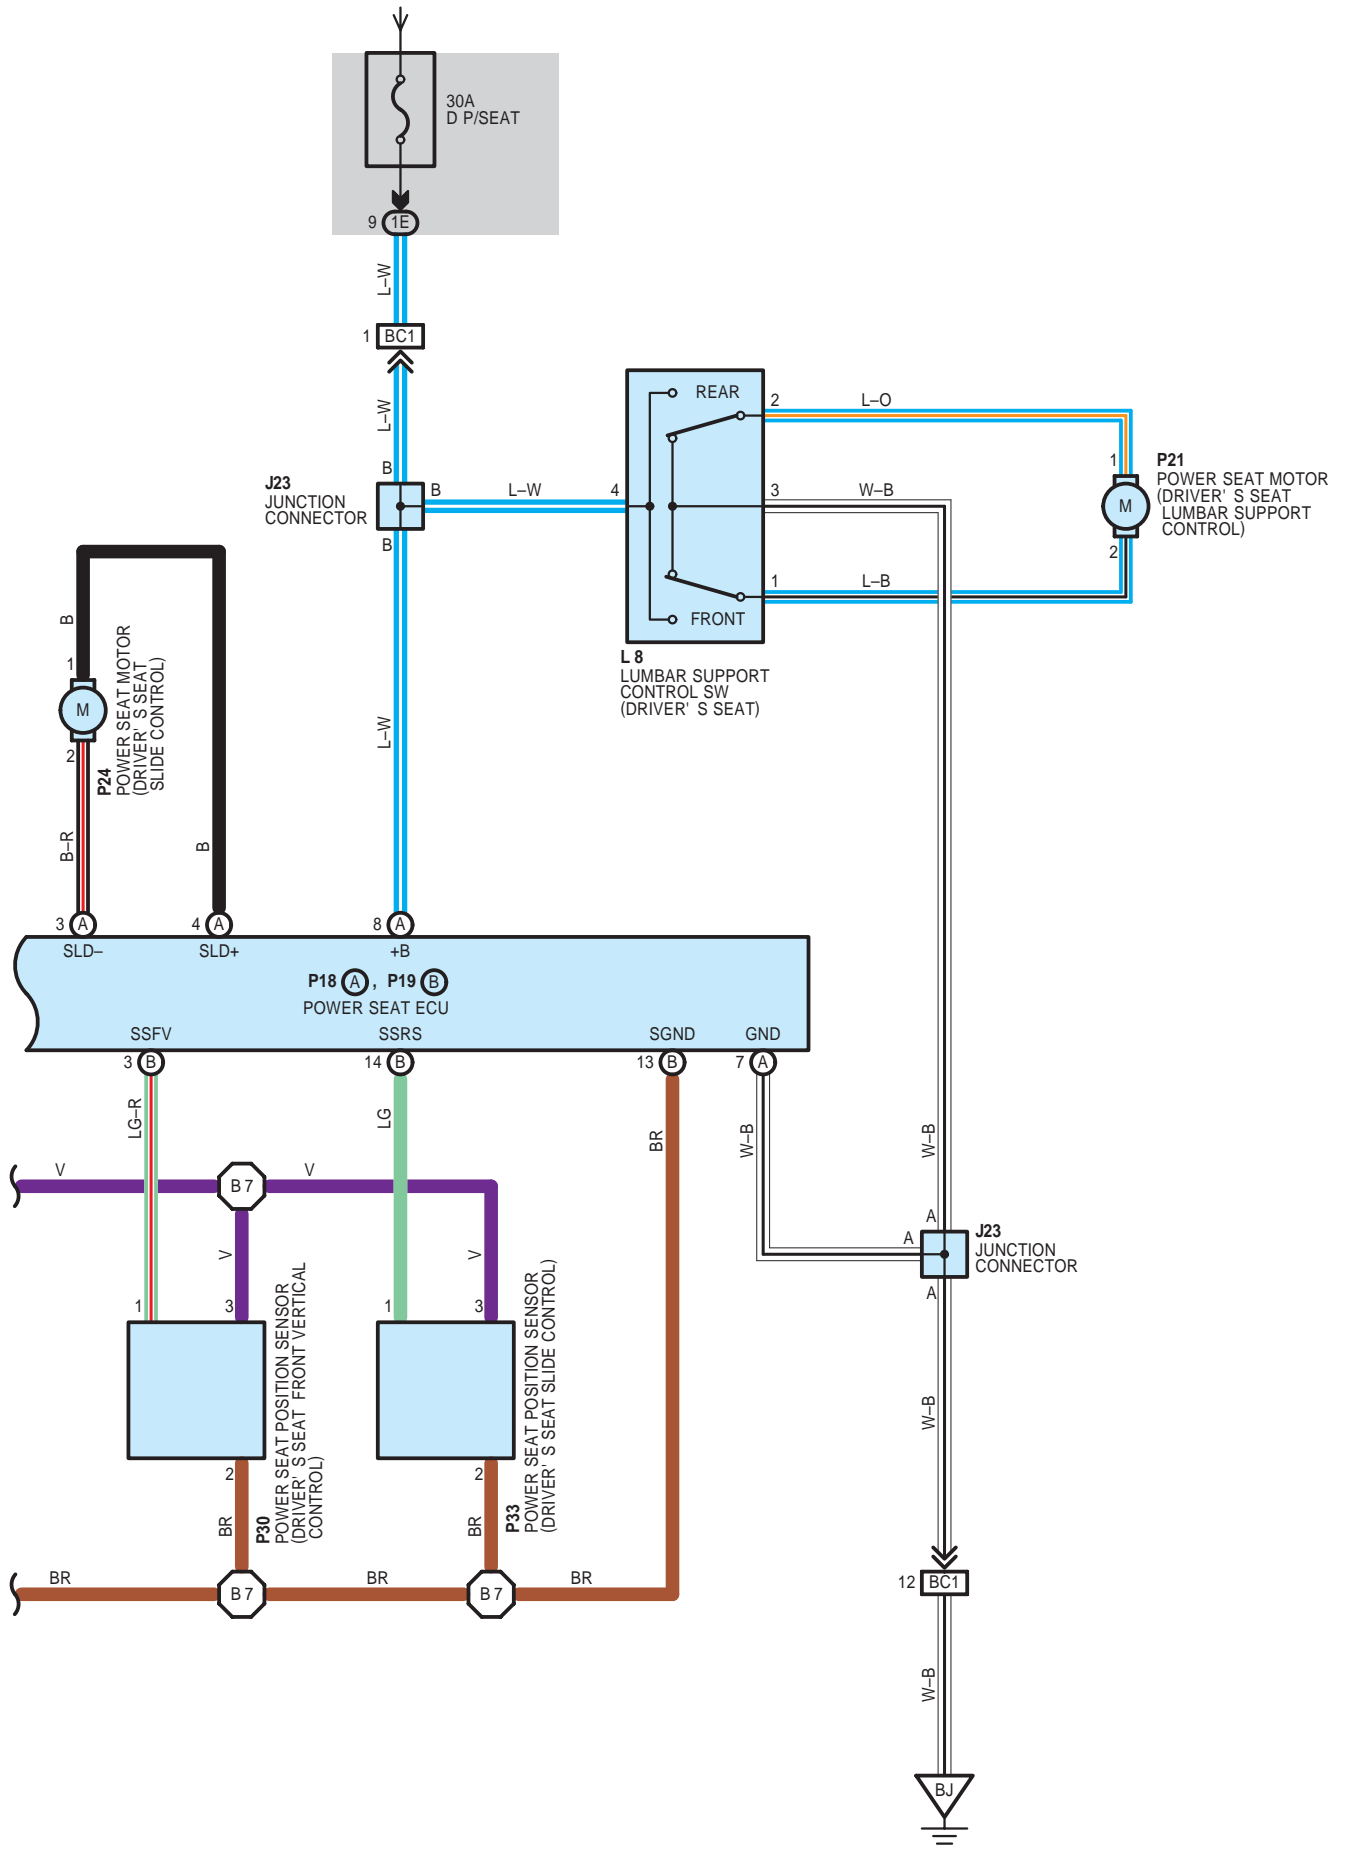 30A
D P/SEAT
9 1E
L–W
1 BC1
L–W
B
J23
JUNCTION
CONNECTOR
B
L–W
4
B
REAR
FRONT
2
L–O
3
W–B
1
L–B
1
M
2
P21
POWER SEAT MOTOR
(DRIVER' S SEAT
LUMBAR SUPPORT
CONTROL)
L 8
LUMBAR SUPPORT
CONTROL SW
(DRIVER' S SEAT)
B
1
M
2
P24
POWER SEAT MOTOR
(DRIVER' S SEAT
SLIDE CONTROL)
B–R
B
L–W
3 A
4 A
8 A
SLD–
SLD+
+B
P18 A , P19 B
POWER SEAT ECU
SSFV
SSRS
SGND
GND
3 B
14 B
13 B
7 A
LG–R
LG
BR
W–B
W–B
V
B 7
V
V
V
A
A
J23
JUNCTION
CONNECTOR
A
1
3
1
3
P30
POWER SEAT POSITION SENSOR
(DRIVER' S SEAT FRONT VERTICAL
CONTROL)
P33
POWER SEAT POSITION SENSOR
(DRIVER' S SEAT SLIDE CONTROL)
2
2
BR
BR
W–B
BR
B 7
BR
B 7
BR
12 BC1
W–B
BJ